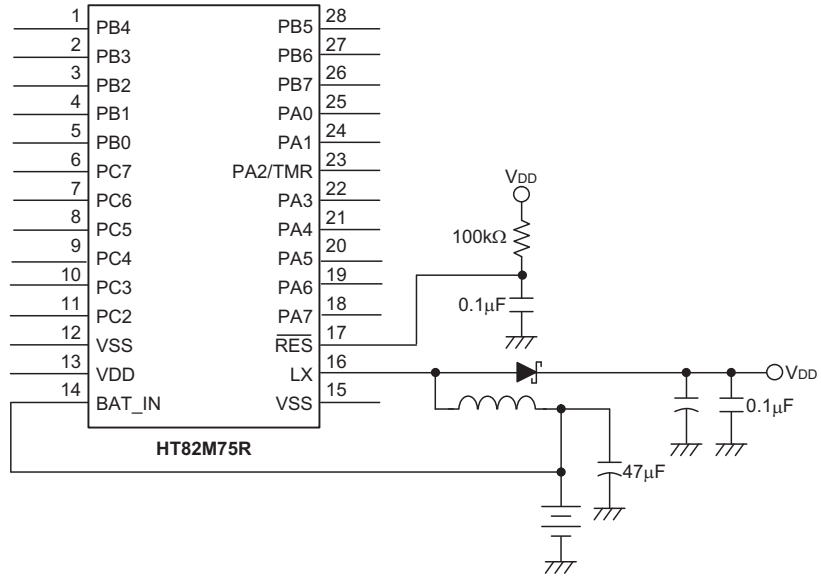 1 PB4 PB5 28
2 PB3 PB6 27
3 PB2 PB7 26
4 PB1 PA0 25
5 PB0 PA1 24
6 PC7 PA2/TMR 23
7 PC6 PA3 22
8 PC5 PA4 21
9 PC4 PA5 20
10 PC3 PA6 19
11 PC2 PA7 18
12 VSS RES 17
13 VDD LX 16
14 BAT_IN VSS 15
HT82M75R
VDD
100kΩ
0.1μF
VDD
0.1μF
47μF